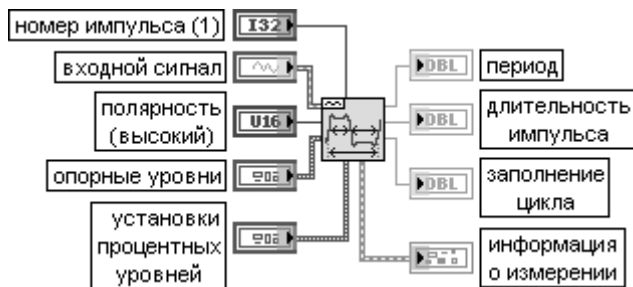 номер импульса (1)
I32
входной сигнал
полярность
(высокий)
U16
опорные уровни
установки
процентных
уровней
DBL
период
DBL
длительность
импульса
DBL
заполнение
цикла
информация
о измерении